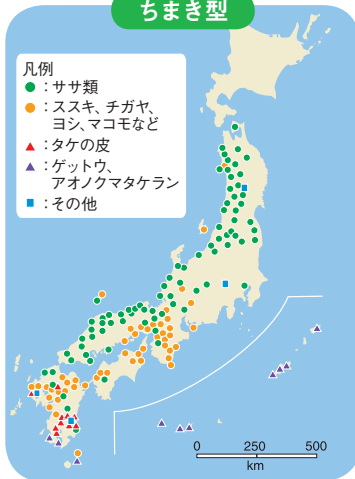 ちまき型
凡例
●：ササ類
●：ススキ、チガヤ、
ヨシ、マコモなど
▲：タケの皮
▲：ゲットウ、
アオノクマタケラン
■：その他
0 250 500
km